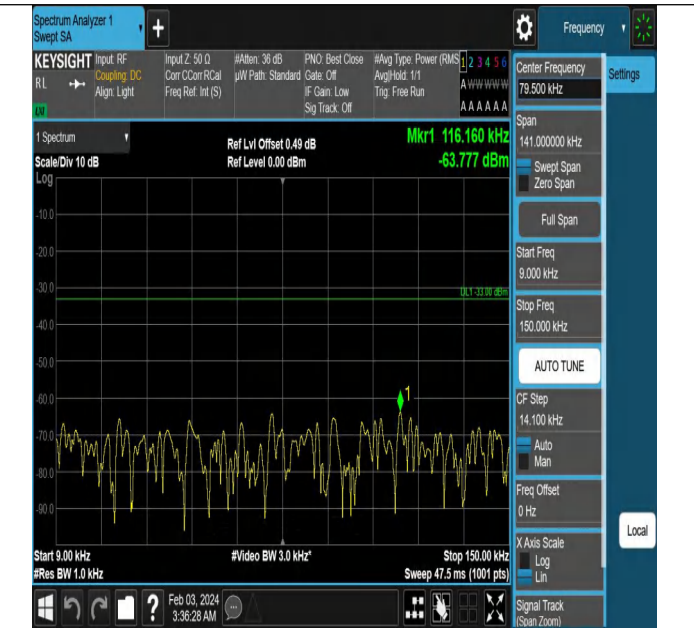 Spectrum Analyzer 1
Swept SA
+
Frequency
KEYSIGHT
RL
LXI
Input: RF
Coupling: DC
Align: Light
Input Z: 50 Ω
Corr CCorr RCal
Freq Ref: Int (S)
#Atten: 36 dB
µW Path: Standard
PNO: Best Close
Gate: Off
IF Gain: Low
Sig Track: Off
#Avg Type: Power (RMS
Avg|Hold: 1/1
Trig: Free Run
1 2 3 4 5 6
A W W W W W
A A A A A A
1 Spectrum
Scale/Div 10 dB
Log
Ref Lvl Offset 0.49 dB
Ref Level 0.00 dBm
Mkr1 116.160 kHz
-63.777 dBm
-10.0
-20.0
-30.0
DL1 -33.00 dBm
-40.0
-50.0
-60.0
1
-70.0
-80.0
-90.0
Start 9.00 kHz
#Video BW 3.0 kHz*
Stop 150.00 kHz
#Res BW 1.0 kHz
Sweep 47.5 ms (1001 pts)
?
Feb 03, 2024
3:36:28 AM
Center Frequency
79.500 kHz
Settings
Span
141.000000 kHz
Swept Span
Zero Span
Full Span
Start Freq
9.000 kHz
Stop Freq
150.000 kHz
AUTO TUNE
CF Step
14.100 kHz
Auto
Man
Freq Offset
0 Hz
Local
X Axis Scale
Log
Lin
Signal Track
(Span Zoom)